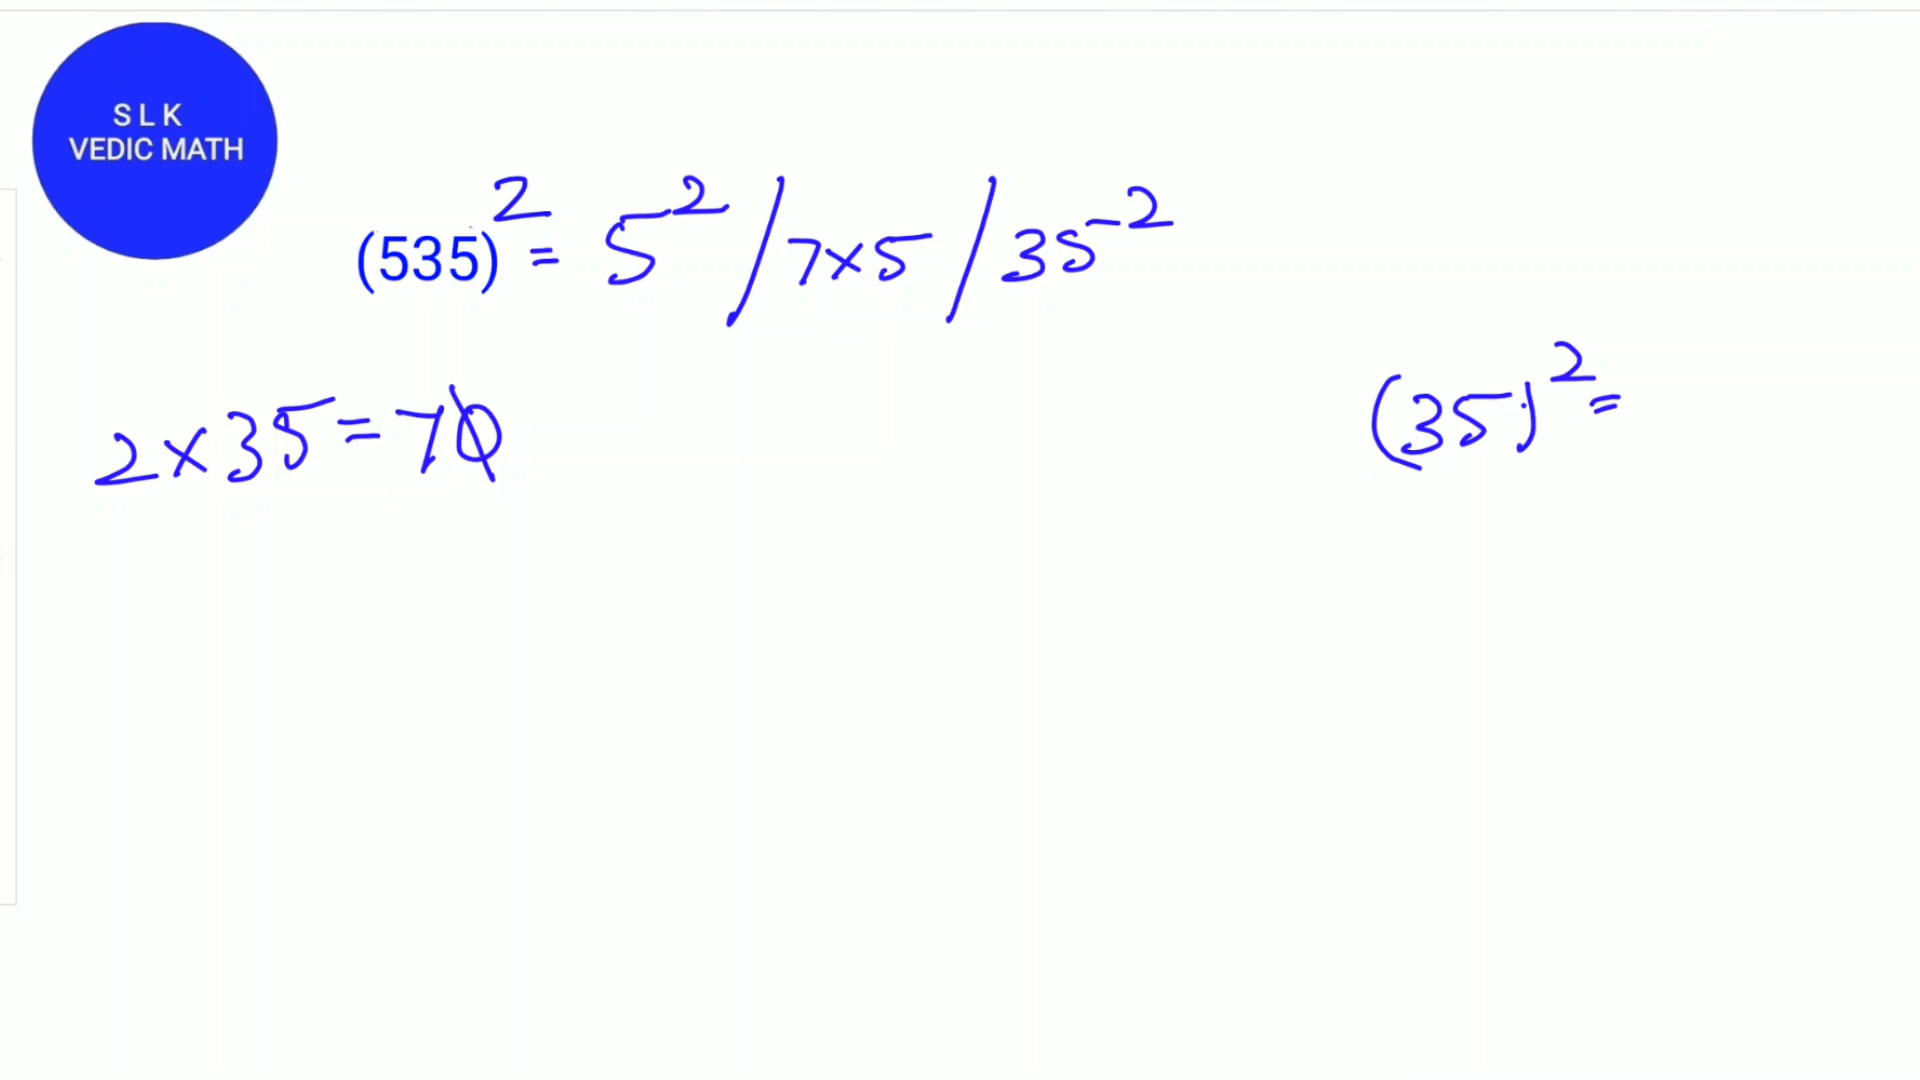 S L K
VEDIC MATH
(535)² = 5² / 7×5 / 35²
2×35=70
(35)²=